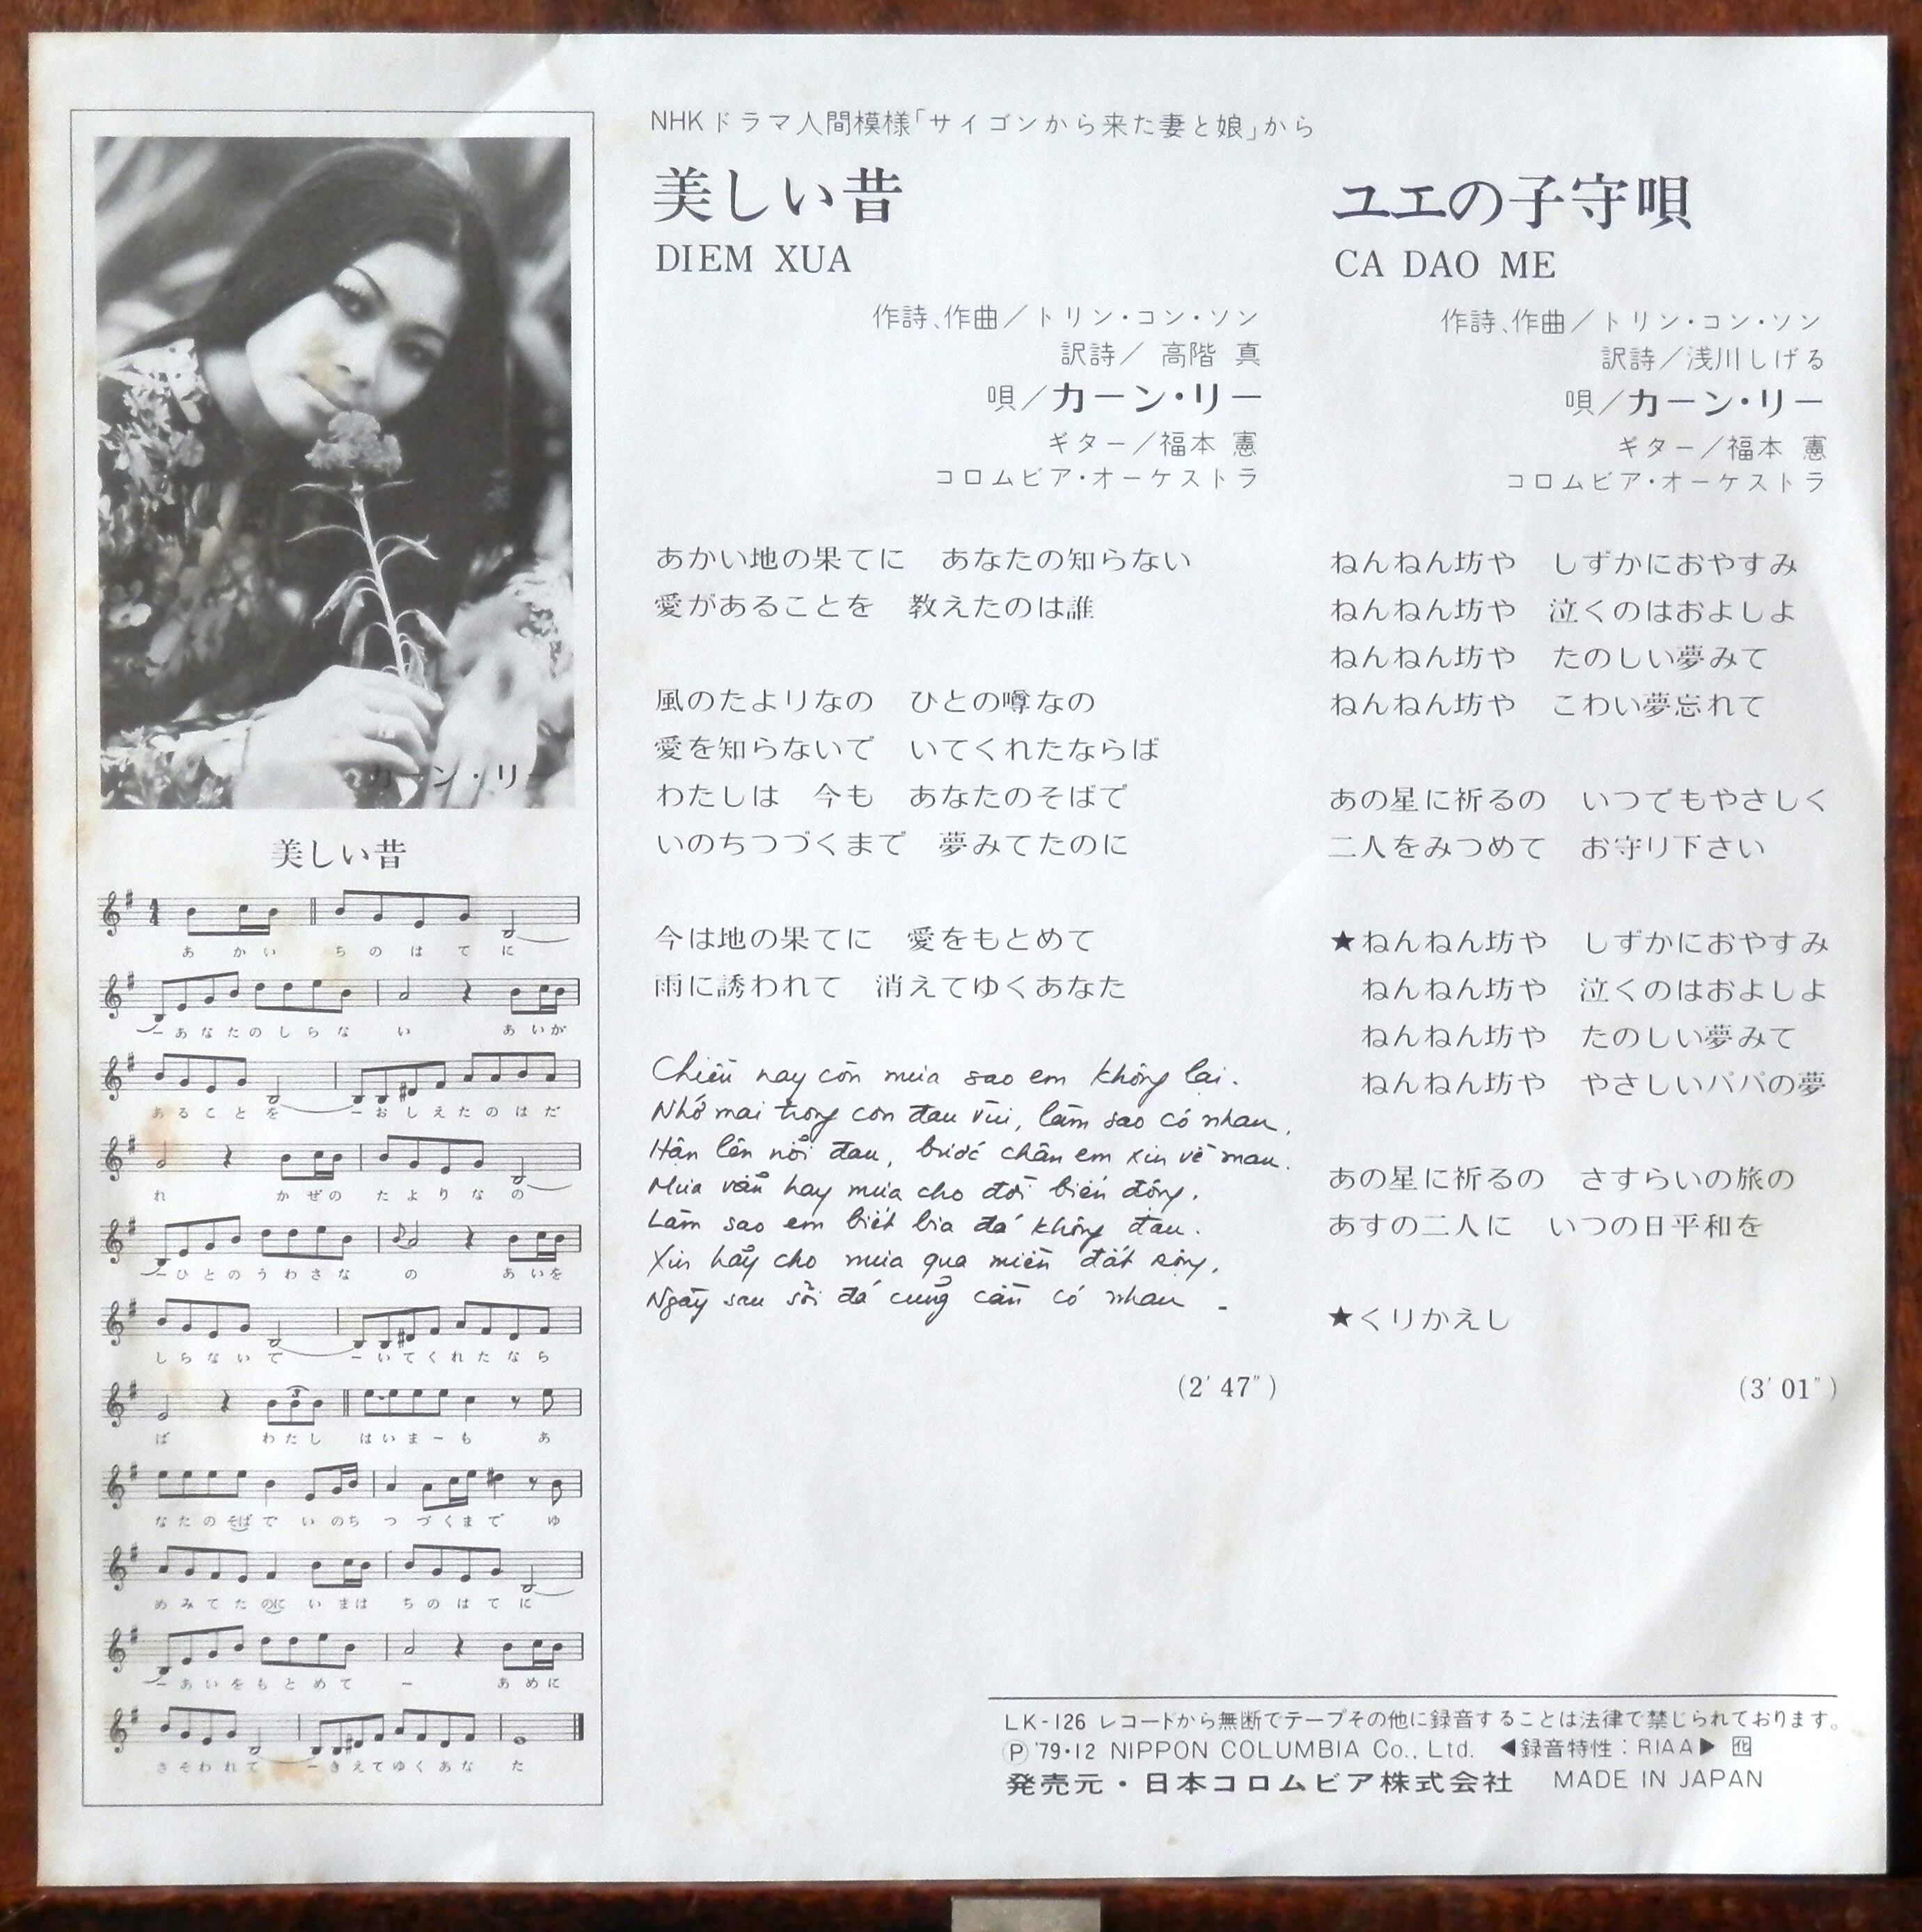 カーン・リー
美しい昔
あ かい ち の は て に
ーあ な た の し ら な い あ いが
あ る こ と を ーお し え た の は だ
れ か ぜの た よ り な の
ーひ と の う わ さ な の あ いを
し ら な い で ーい て く れ た な ら
ば わ た し は い ま ー も あ
な た の そば で い のち つ づ く ま で ゆ
め み て た のに い まは ち の は て に
ーあ い を も と め て ー あ め に
さ そ わ れ て ーき え て ゆ く あ な た
NHKドラマ人間模様「サイゴンから来た妻と娘」から
美しい昔
DIEM XUA
作詩、作曲／トリン・コン・ソン
訳詩／ 高階 真
唄／カーン・リー
ギター／福本 憲
コロムビア・オーケストラ
あかい地の果てに あなたの知らない
愛があることを 教えたのは誰
風のたよりなの ひとの噂なの
愛を知らないで いてくれたならば
わたしは 今も あなたのそばで
いのちつづくまで 夢みてたのに
今は地の果てに 愛をもとめて
雨に誘われて 消えてゆくあなた
Chiều nay còn mưa sao em không lại.
Nhớ mai trong cơn đau vùi, làm sao có nhau,
Hằn lên nỗi đau, bước chân em xin về mau.
Mưa vẫn hay mưa cho đời biển động,
Làm sao em biết bia đá không đau.
Xin hãy cho mưa qua miền đất rộng,
Ngày sau sỏi đá cũng cần có nhau.
(2′47″)
ユエの子守唄
CA DAO ME
作詩、作曲／トリン・コン・ソン
訳詩／浅川しげる
唄／カーン・リー
ギター／福本 憲
コロムビア・オーケストラ
ねんねん坊や しずかにおやすみ
ねんねん坊や 泣くのはおよしよ
ねんねん坊や たのしい夢みて
ねんねん坊や こわい夢忘れて
あの星に祈るの いつでもやさしく
二人をみつめて お守り下さい
★ねんねん坊や しずかにおやすみ
ねんねん坊や 泣くのはおよしよ
ねんねん坊や たのしい夢みて
ねんねん坊や やさしいパパの夢
あの星に祈るの さすらいの旅の
あすの二人に いつの日平和を
★くりかえし
(3′01″)
LK-126 レコードから無断でテープその他に録音することは法律で禁じられております。
Ⓟ'79・12 NIPPON COLUMBIA Co., Ltd. ◀録音特性：RIAA▶
発売元・日本コロムビア株式会社 MADE IN JAPAN